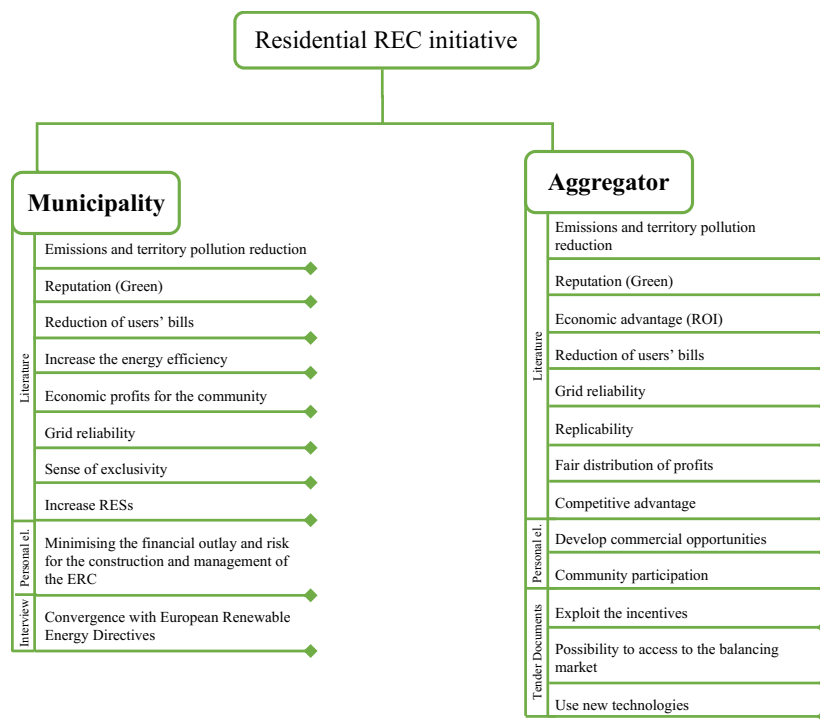 Residential REC initiative
Municipality
Literature
Emissions and territory pollution reduction
Reputation (Green)
Reduction of users’ bills
Increase the energy efficiency
Economic profits for the community
Grid reliability
Sense of exclusivity
Increase RESs
Personal el.
Minimising the financial outlay and risk
for the construction and management of
the ERC
Interview
Convergence with European Renewable
Energy Directives
Aggregator
Literature
Emissions and territory pollution
reduction
Reputation (Green)
Economic advantage (ROI)
Reduction of users’ bills
Grid reliability
Replicability
Fair distribution of profits
Competitive advantage
Personal el.
Develop commercial opportunities
Community participation
Tender Documents
Exploit the incentives
Possibility to access to the balancing
market
Use new technologies